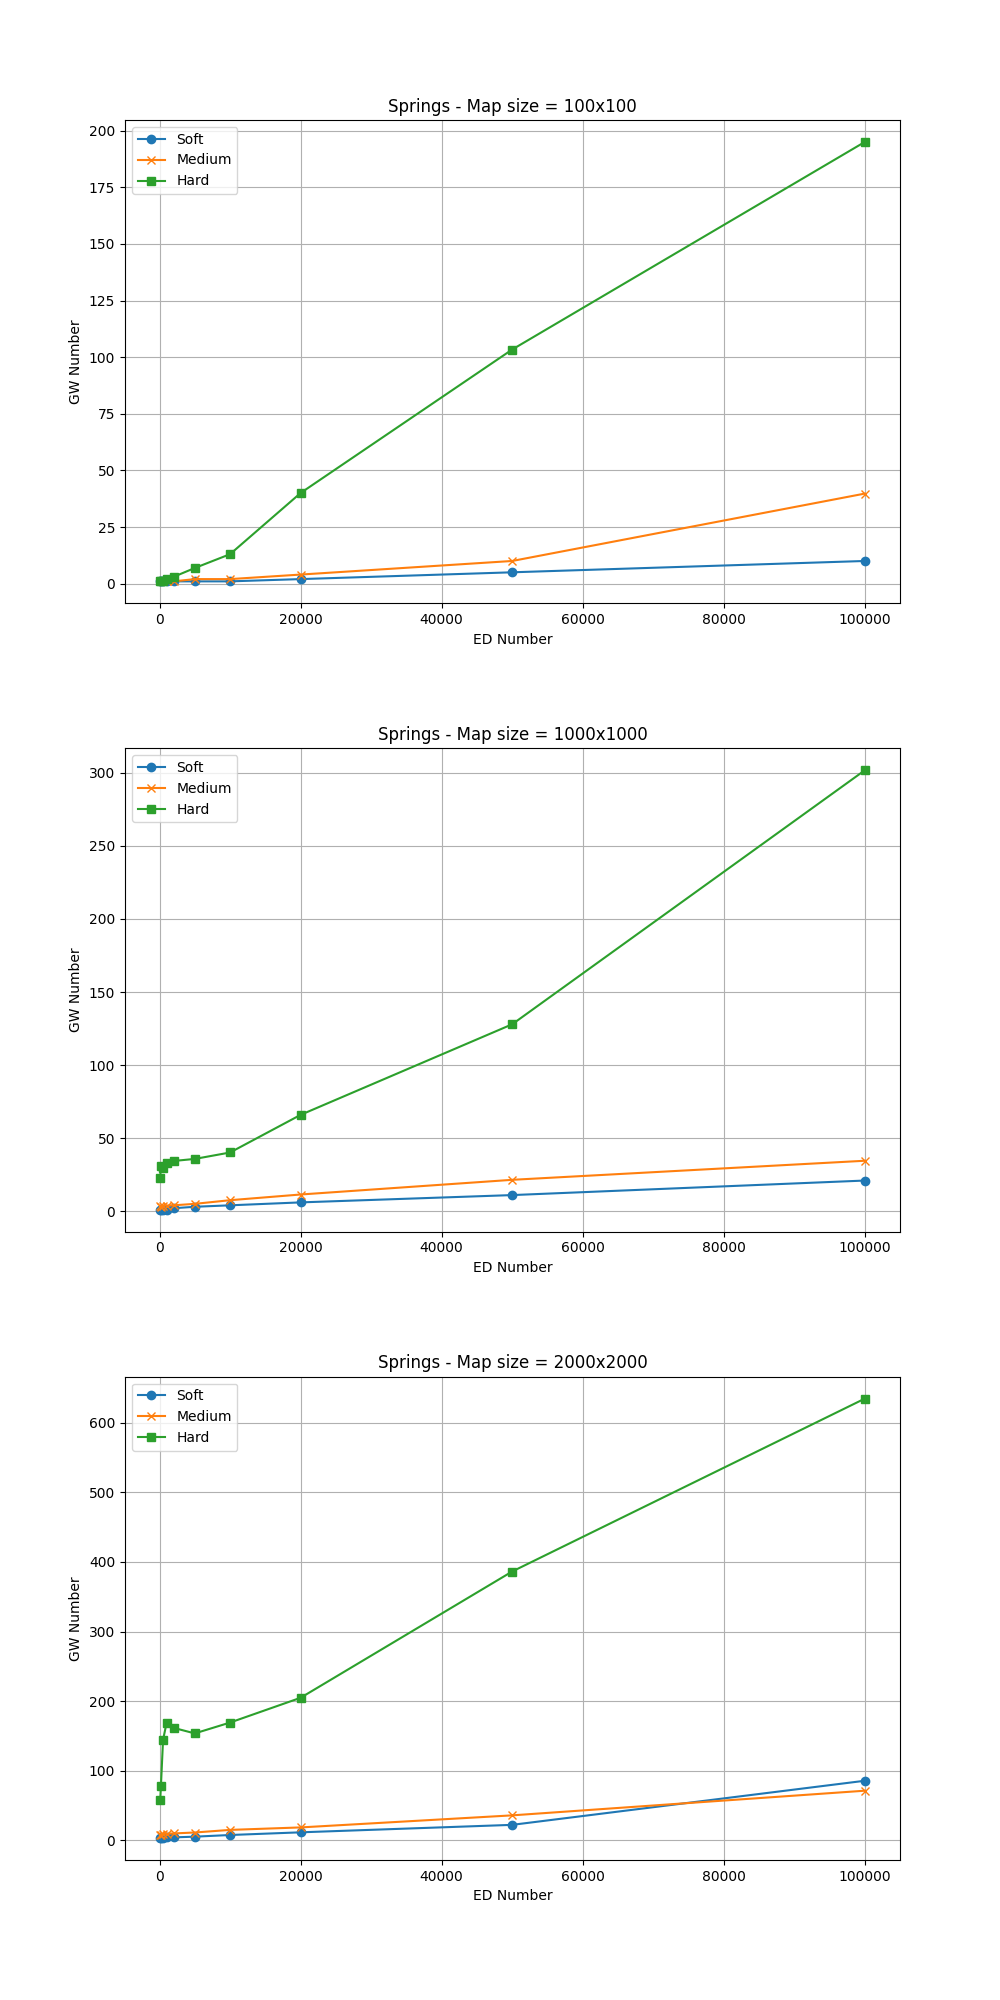 Springs - Map size = 100x100
Soft
Medium
Hard
200
175
150
125
100
75
50
25
0
GW Number
0 20000 40000 60000 80000 100000
ED Number
Springs - Map size = 1000x1000
Soft
Medium
Hard
300
250
200
150
100
50
0
GW Number
0 20000 40000 60000 80000 100000
ED Number
Springs - Map size = 2000x2000
Soft
Medium
Hard
600
500
400
300
200
100
0
GW Number
0 20000 40000 60000 80000 100000
ED Number